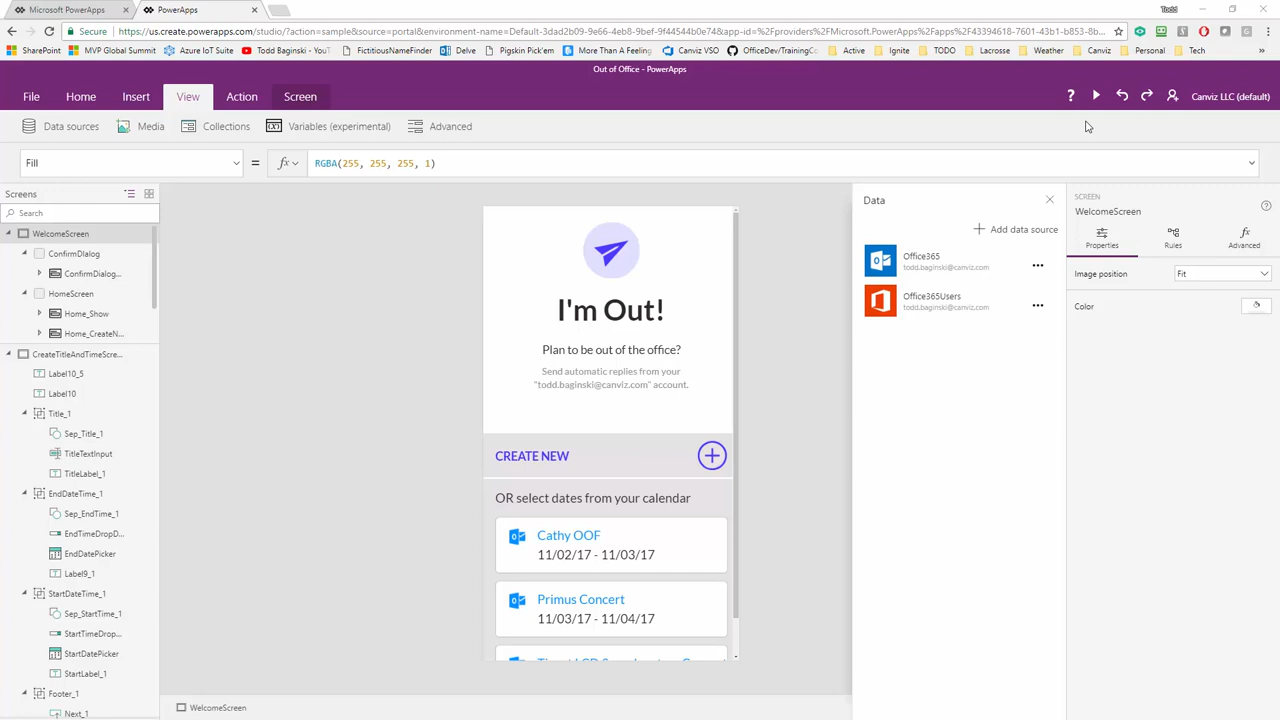 Microsoft PowerApps
PowerApps
Todd
Secure
https://us.create.powerapps.com/studio/?action=sample&source=portal&environment-name=Default-3dad2b09-9e66-4eb8-9bef-9f44544b0e74&app-id=%2Fproviders%2FMicrosoft.PowerApps%2Fapps%2F43394618-7601-43b1-b853-8b...
SharePoint
MVP Global Summit
Azure IoT Suite
Todd Baginski - YouT
FictitiousNameFinder
Delve
Pigskin Pick'em
More Than A Feeling
Canviz VL
OfficeDev/TrainingCo
Active
Ignite
TODO
Lacrosse
Weather
Canviz
Personal
Tech
Out of Office - PowerApps
File
Home
Insert
View
Action
Screen
?
Canviz LLC (default)
Data sources
Media
Collections
Variables (experimental)
Advanced
Fill
=
fx
RGBA(255, 255, 255, 1)
Screens
Search
WelcomeScreen
ConfirmDIalog
ConfirmDialog...
HomeScreen
Home_Show
Home_CreateN...
CreateTitleAndTimeScre...
Label10_5
Label10
Title_1
Sep_Title_1
TitleTextInput
TitleLabel_1
EndDateTime_1
Sep_EndTime_1
EndTimeDropD...
EndDatePicker
Label9_1
StartDateTime_1
Sep_StartTime_1
StartTimeDrop...
StartDatePicker
StartLabel_1
Footer_1
Next_1
I'm Out!
Plan to be out of the office?
Send automatic replies from your
"todd.baginski@canviz.com" account.
CREATE NEW
OR select dates from your calendar
Cathy OOF
11/02/17 - 11/03/17
Primus Concert
11/03/17 - 11/04/17
WelcomeScreen
Data
Add data source
Office365
todd.baginski@canviz.com
Office365Users
todd.baginski@canviz.com
SCREEN
WelcomeScreen
Properties
Rules
Advanced
Image position
Fit
Color